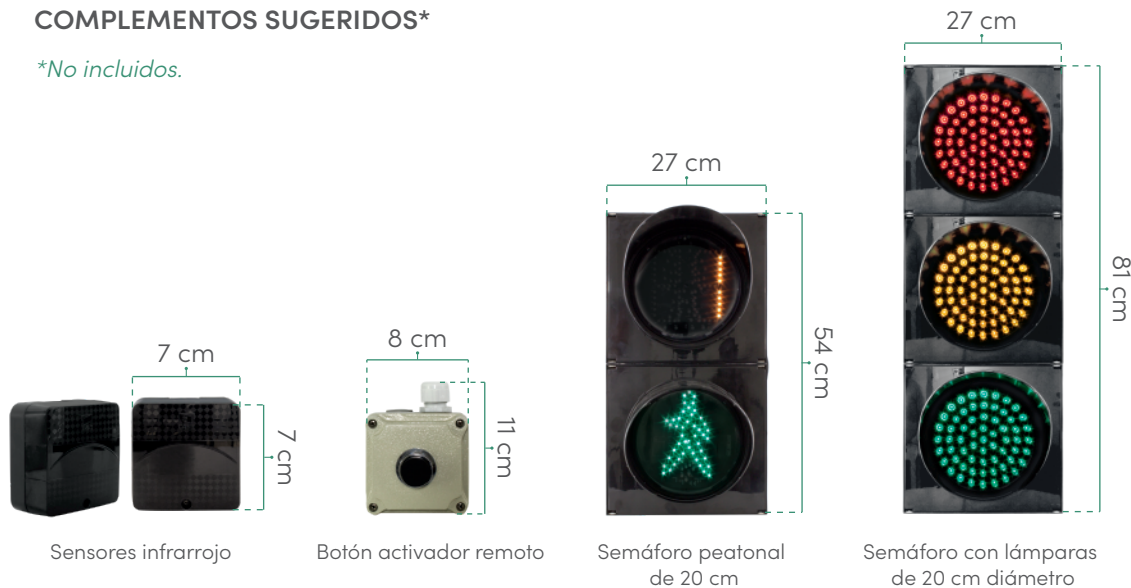 COMPLEMENTOS SUGERIDOS*
*No incluidos.
7 cm
7 cm
Sensores infrarrojo
8 cm
11 cm
Botón activador remoto
27 cm
54 cm
Semáforo peatonal
de 20 cm
27 cm
81 cm
Semáforo con lámparas
de 20 cm diámetro